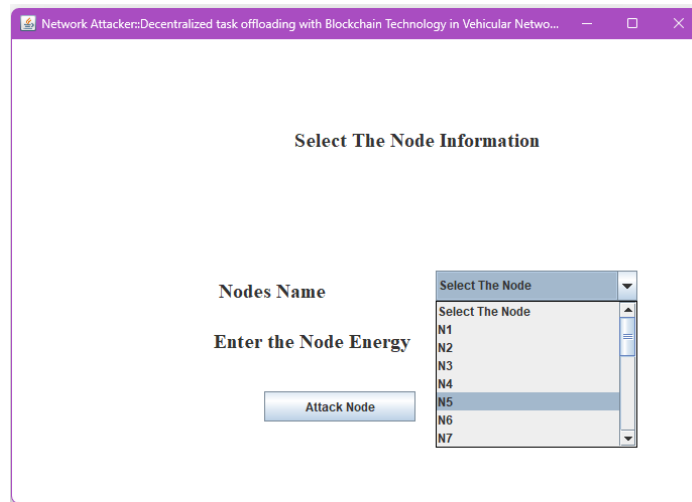 Network Attacker::Decentralized task offloading with Blockchain Technology in Vehicular Netwo...
Select The Node Information
Nodes Name
Select The Node
Select The Node
N1
N2
Enter the Node Energy
N3
N4
Attack Node
N5
N6
N7